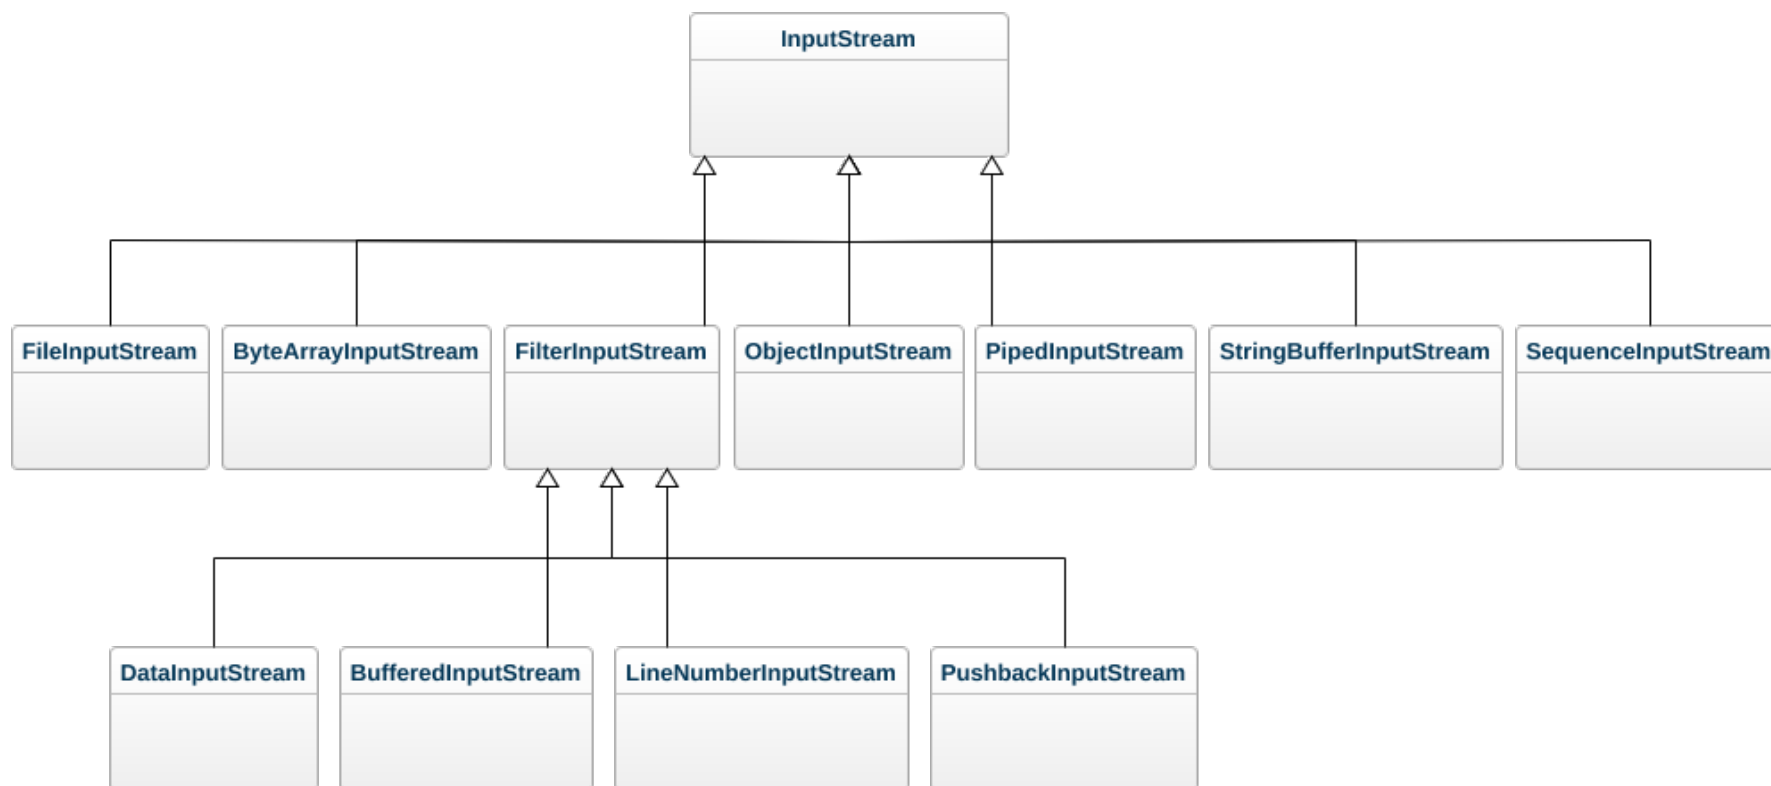 InputStream
FileInputStream
ByteArrayInputStream
FilterInputStream
ObjectInputStream
PipedInputStream
StringBufferInputStream
SequenceInputStream
DataInputStream
BufferedInputStream
LineNumberInputStream
PushbackInputStream